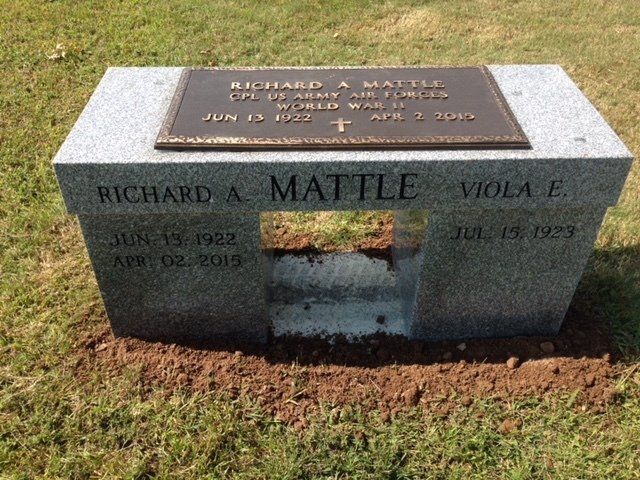 RICHARD A MATTLE
CPL US ARMY AIR FORCES
WORLD WAR II
JUN 13 1922 APR 2 2015
RICHARD A. MATTLE VIOLA E.
JUN. 13, 1922 JUL. 15, 1923
APR. 02, 2015